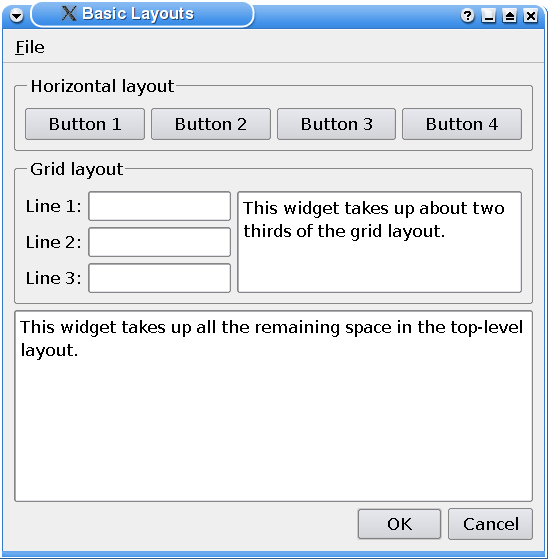 Basic Layouts
File
Horizontal layout
Button 1 Button 2 Button 3 Button 4
Grid layout
Line 1:
Line 2:
Line 3:
This widget takes up about two
thirds of the grid layout.
This widget takes up all the remaining space in the top-level
layout.
OK Cancel